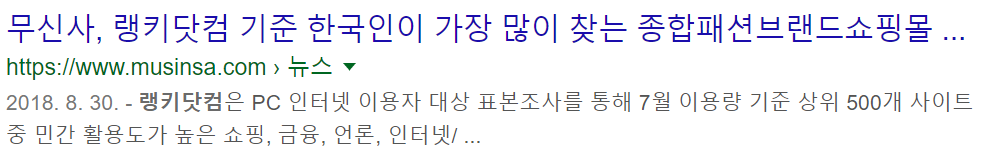 무신사, 랭키닷컴 기준 한국인이 가장 많이 찾는 종합패션브랜드쇼핑몰 ...
https://www.musinsa.com › 뉴스 ▼
2018. 8. 30. - 랭키닷컴은 PC 인터넷 이용자 대상 표본조사를 통해 7월 이용량 기준 상위 500개 사이트
중 민간 활용도가 높은 쇼핑, 금융, 언론, 인터넷/ ...